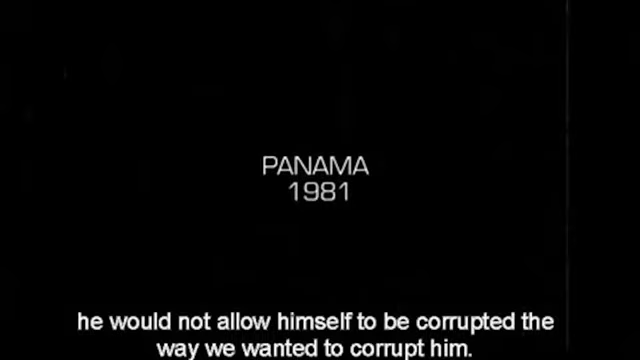 PANAMA
1981
he would not allow himself to be corrupted the
way we wanted to corrupt him.